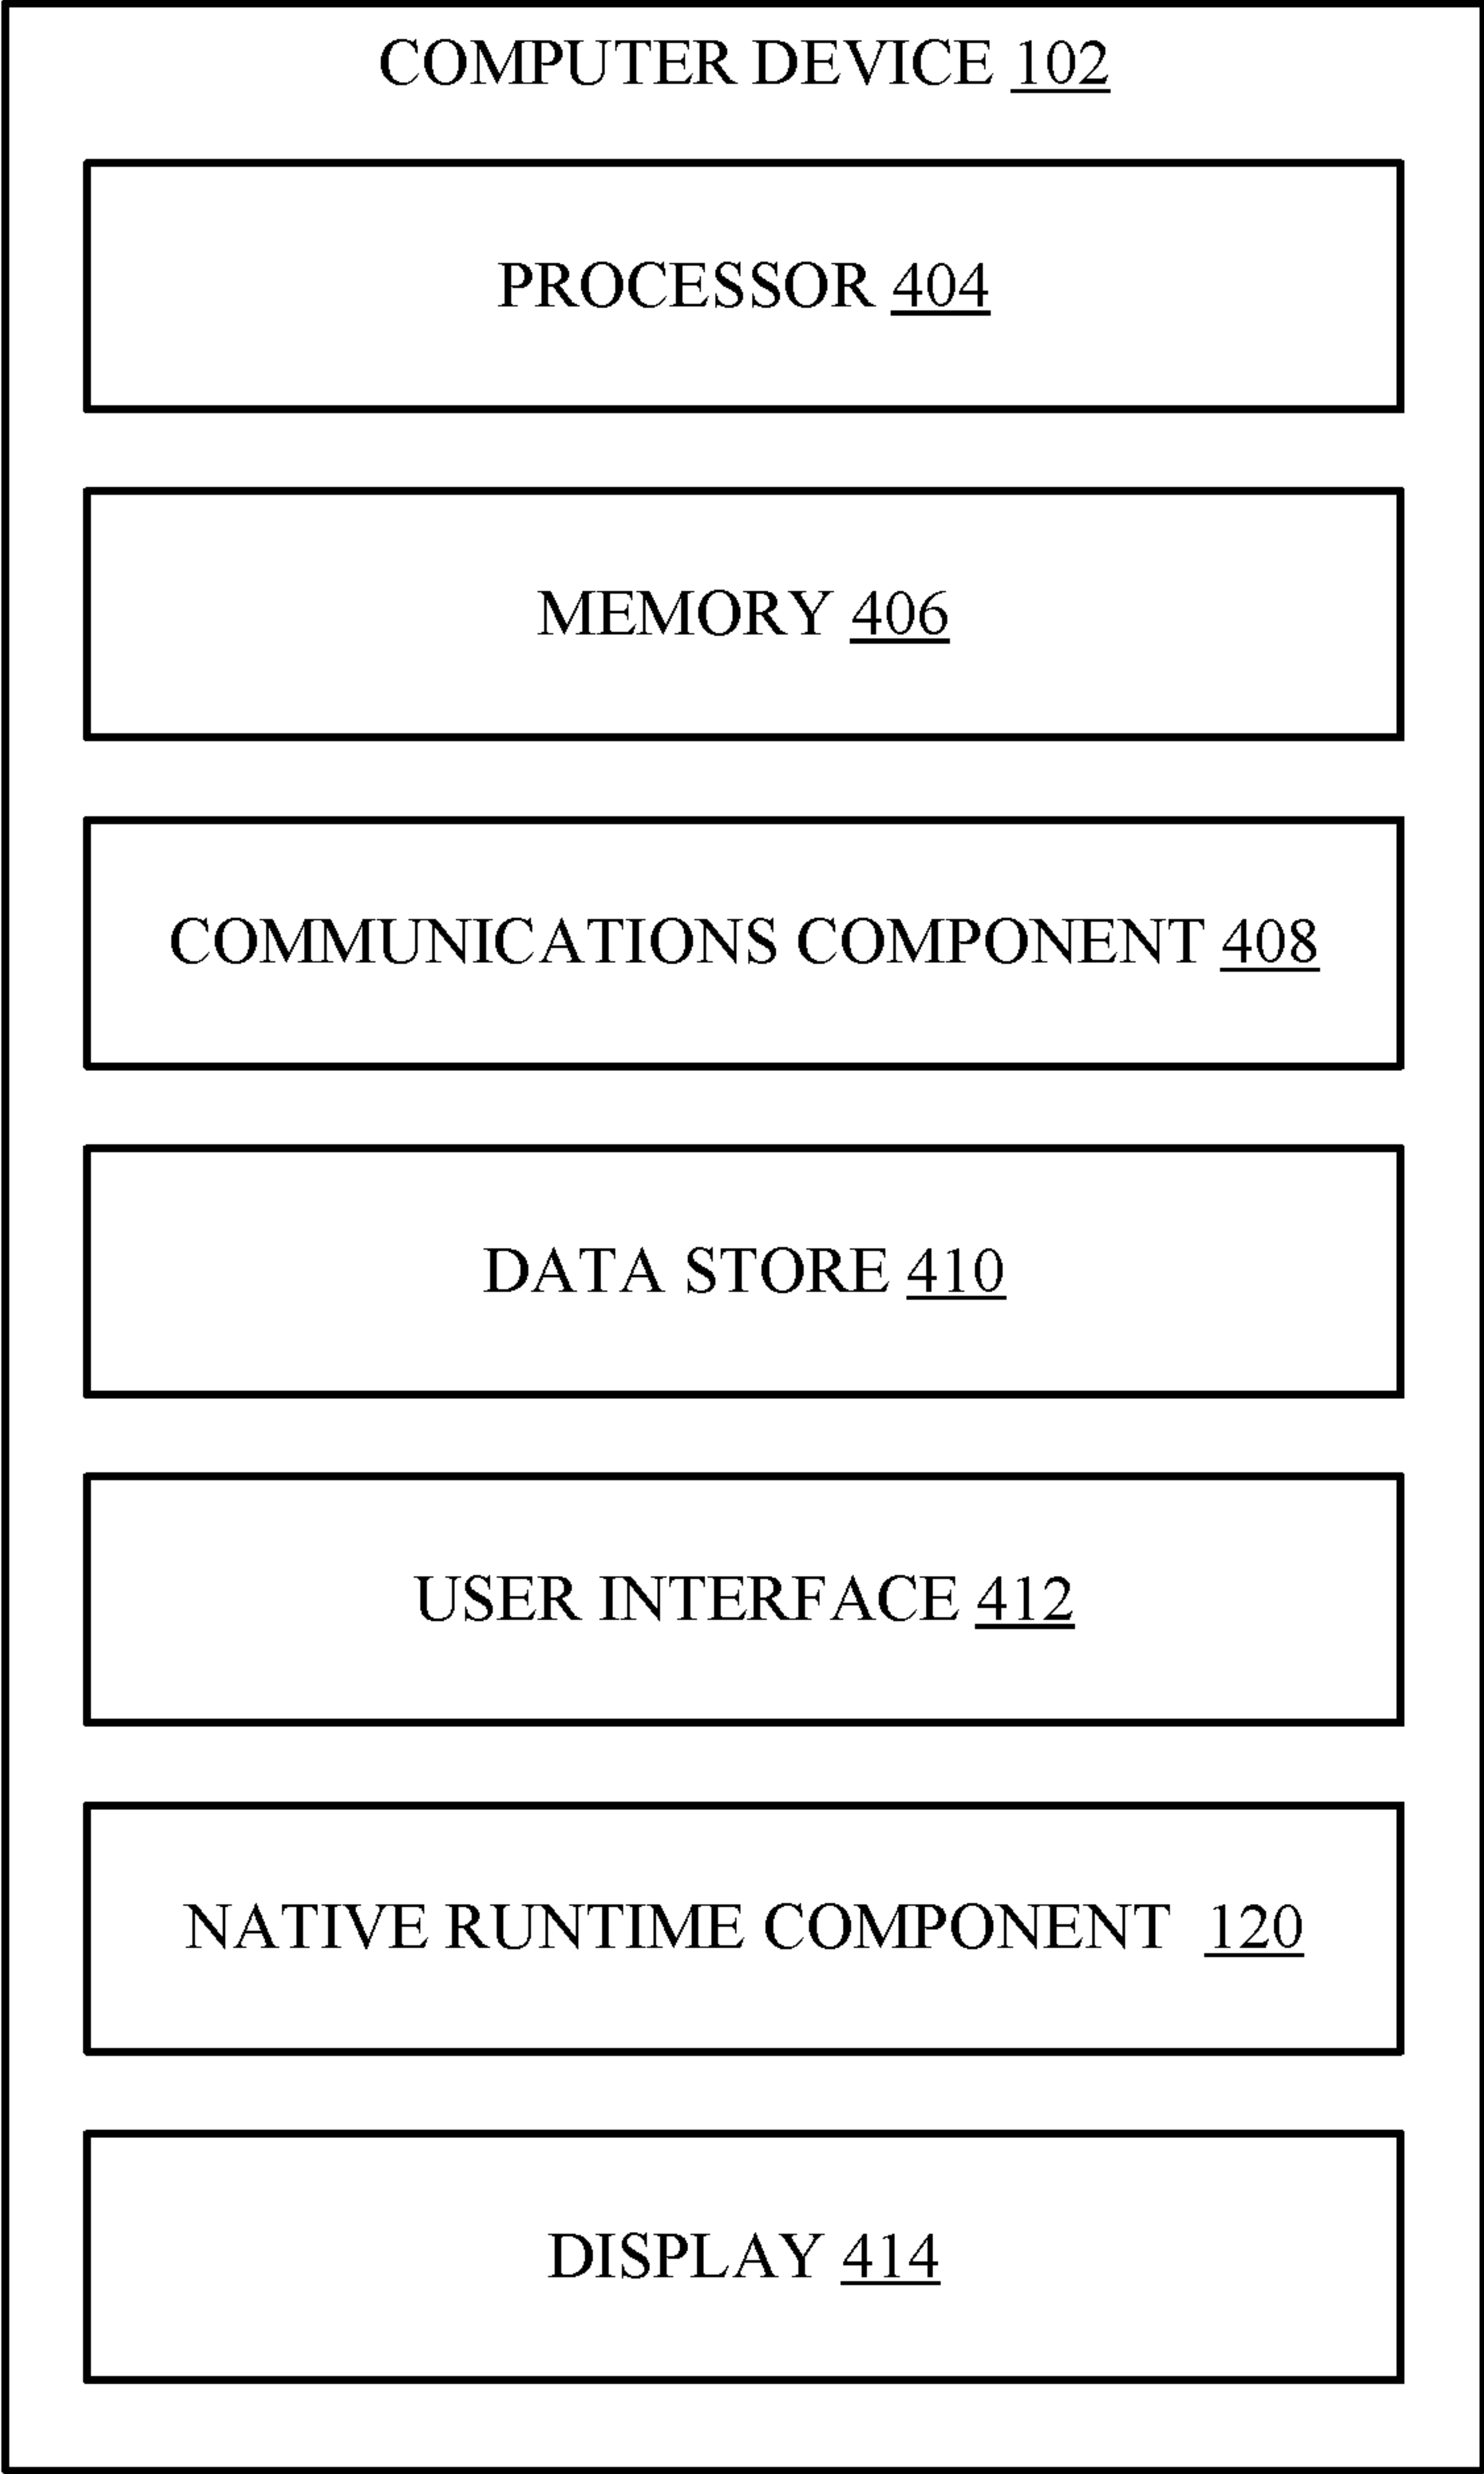 COMPUTER DEVICE 102
PROCESSOR 404
MEMORY 406
COMMUNICATIONS COMPONENT 408
DATA STORE 410
USER INTERFACE 412
NATIVE RUNTIME COMPONENT 120
DISPLAY 414